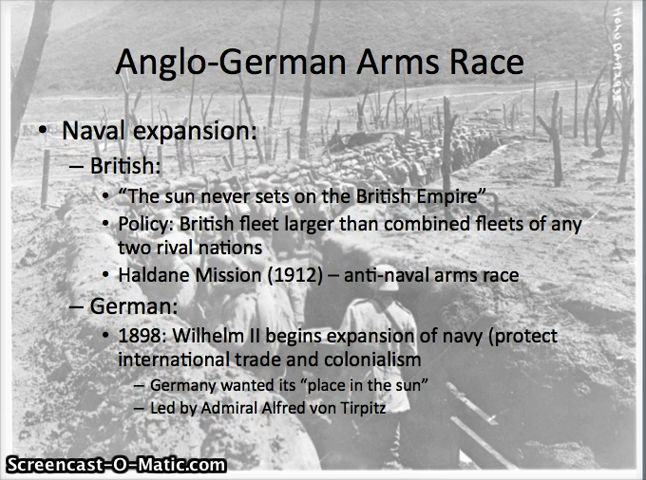 Anglo-German Arms Race
• Naval expansion:
– British:
• “The sun never sets on the British Empire”
• Policy: British fleet larger than combined fleets of any
two rival nations
• Haldane Mission (1912) – anti-naval arms race
– German:
• 1898: Wilhelm II begins expansion of navy (protect
international trade and colonialism
– Germany wanted its “place in the sun”
– Led by Admiral Alfred von Tirpitz
Screencast-O-Matic.com